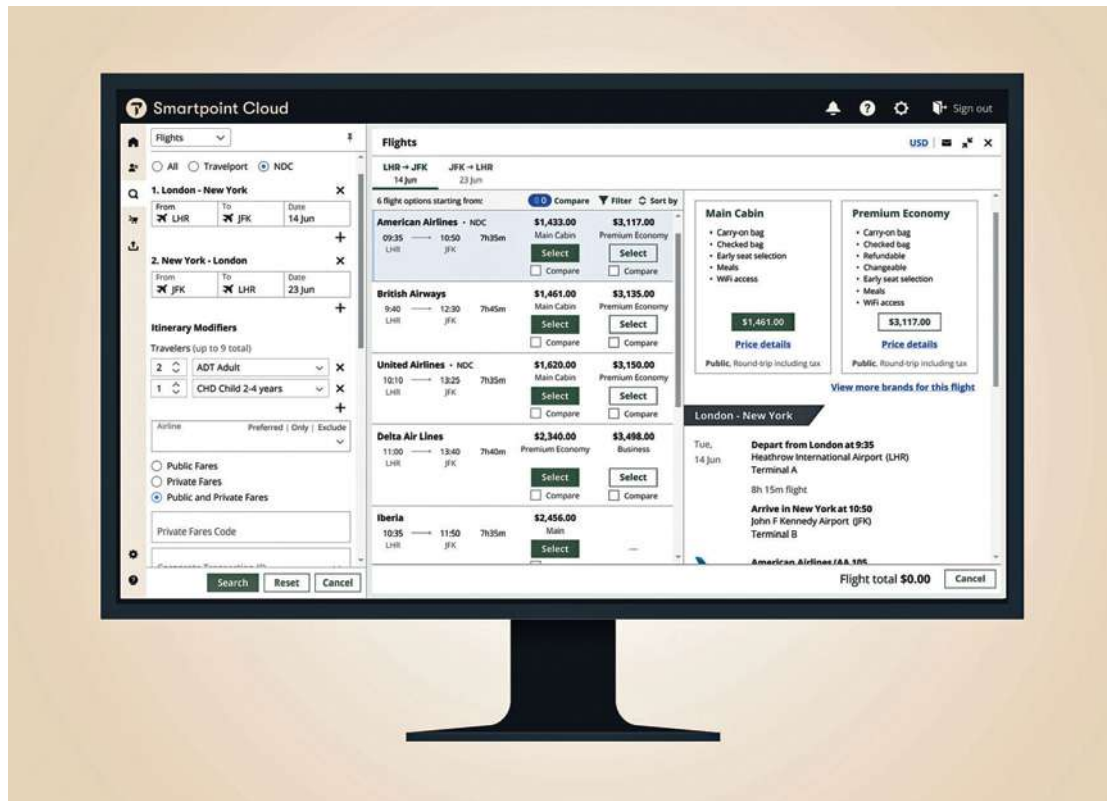 Smartpoint Cloud
Sign out
Flights
All Travelport NDC
1. London - New York
From To Date
LHR JFK 14 Jun
2. New York - London
From To Date
JFK LHR 23 Jun
Itinerary Modifiers
Travelers (up to 9 total)
2 ADT Adult
1 CHD Child 2-4 years
Airline Preferred | Only | Exclude
Public Fares
Private Fares
Public and Private Fares
Private Fares Code
Search Reset Cancel
Flights
USD
LHR → JFK JFK → LHR
14 Jun 23 Jun
6 flight options starting from: 0 Compare Filter Sort by
American Airlines • NDC $1,433.00 $3,117.00
09:35 10:50 7h35m Main Cabin Premium Economy
LHR JFK Select Select
Compare Compare
British Airways $1,461.00 $3,135.00
9:40 12:30 7h45m Main Cabin Premium Economy
LHR JFK Select Select
Compare Compare
United Airlines • NDC $1,620.00 $3,150.00
10:10 13:25 7h35m Main Cabin Premium Economy
LHR JFK Select Select
Compare Compare
Delta Air Lines $2,340.00 $3,498.00
11:00 13:40 7h40m Premium Economy Business
LHR JFK Select Select
Compare Compare
Iberia $2,456.00
10:35 11:50 7h35m Main
LHR JFK Select —
Main Cabin
• Carry-on bag
• Checked bag
• Early seat selection
• Meals
• WiFi access
$1,461.00
Price details
Public, Round-trip including tax
Premium Economy
• Carry-on bag
• Checked bag
• Refundable
• Changeable
• Early seat selection
• Meals
• WiFi access
$3,117.00
Price details
Public, Round-trip including tax
View more brands for this flight
London - New York
Tue, Depart from London at 9:35
14 Jun Heathrow International Airport (LHR)
Terminal A
8h 15m flight
Arrive in New York at 10:50
John F Kennedy Airport (JFK)
Terminal B
American Airlines (AA 105
Flight total $0.00 Cancel